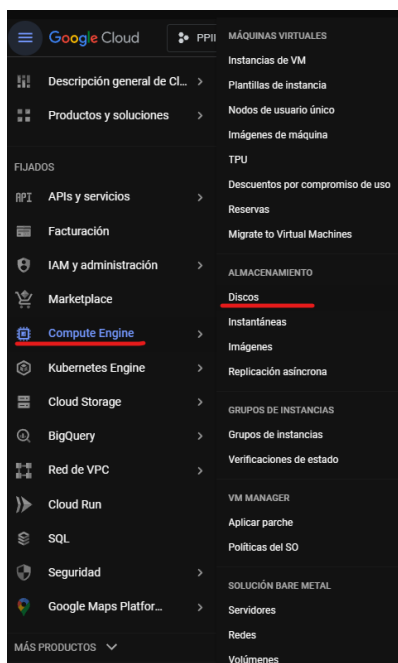 Google Cloud
PPII
Descripción general de Cl...
Productos y soluciones
FIJADOS
API
APIs y servicios
Facturación
IAM y administración
Marketplace
Compute Engine
Kubernetes Engine
Cloud Storage
BigQuery
Red de VPC
Cloud Run
SQL
Seguridad
Google Maps Platfor...
MÁS PRODUCTOS
MÁQUINAS VIRTUALES
Instancias de VM
Plantillas de instancia
Nodos de usuario único
Imágenes de máquina
TPU
Descuentos por compromiso de uso
Reservas
Migrate to Virtual Machines
ALMACENAMIENTO
Discos
Instantáneas
Imágenes
Replicación asíncrona
GRUPOS DE INSTANCIAS
Grupos de instancias
Verificaciones de estado
VM MANAGER
Aplicar parche
Políticas del SO
SOLUCIÓN BARE METAL
Servidores
Redes
Volúmenes